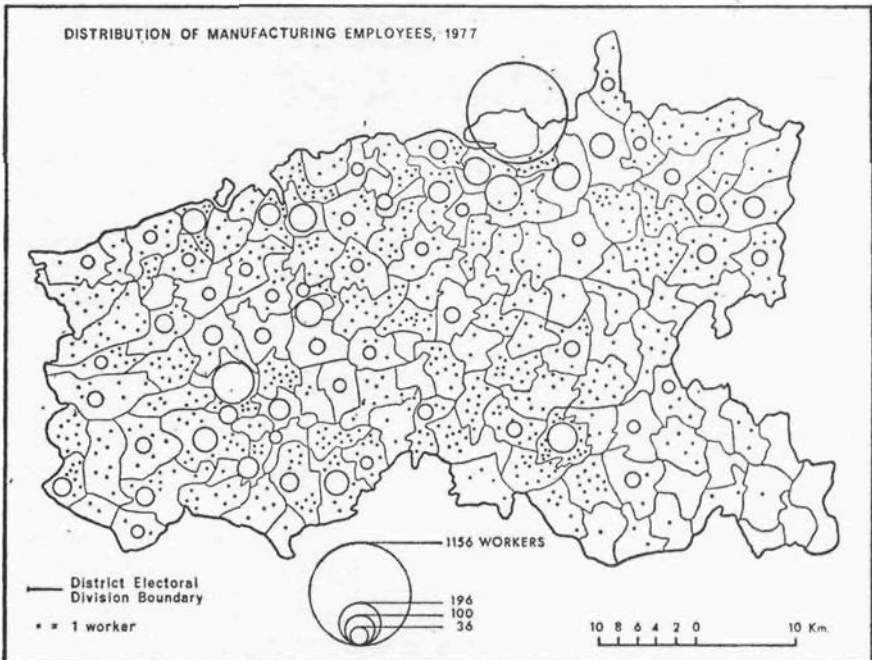 DISTRIBUTION OF MANUFACTURING EMPLOYEES, 1977
1156 WORKERS
196
100
36
District Electoral
Division Boundary
1 worker
10 8 6 4 2 0 10 Km.